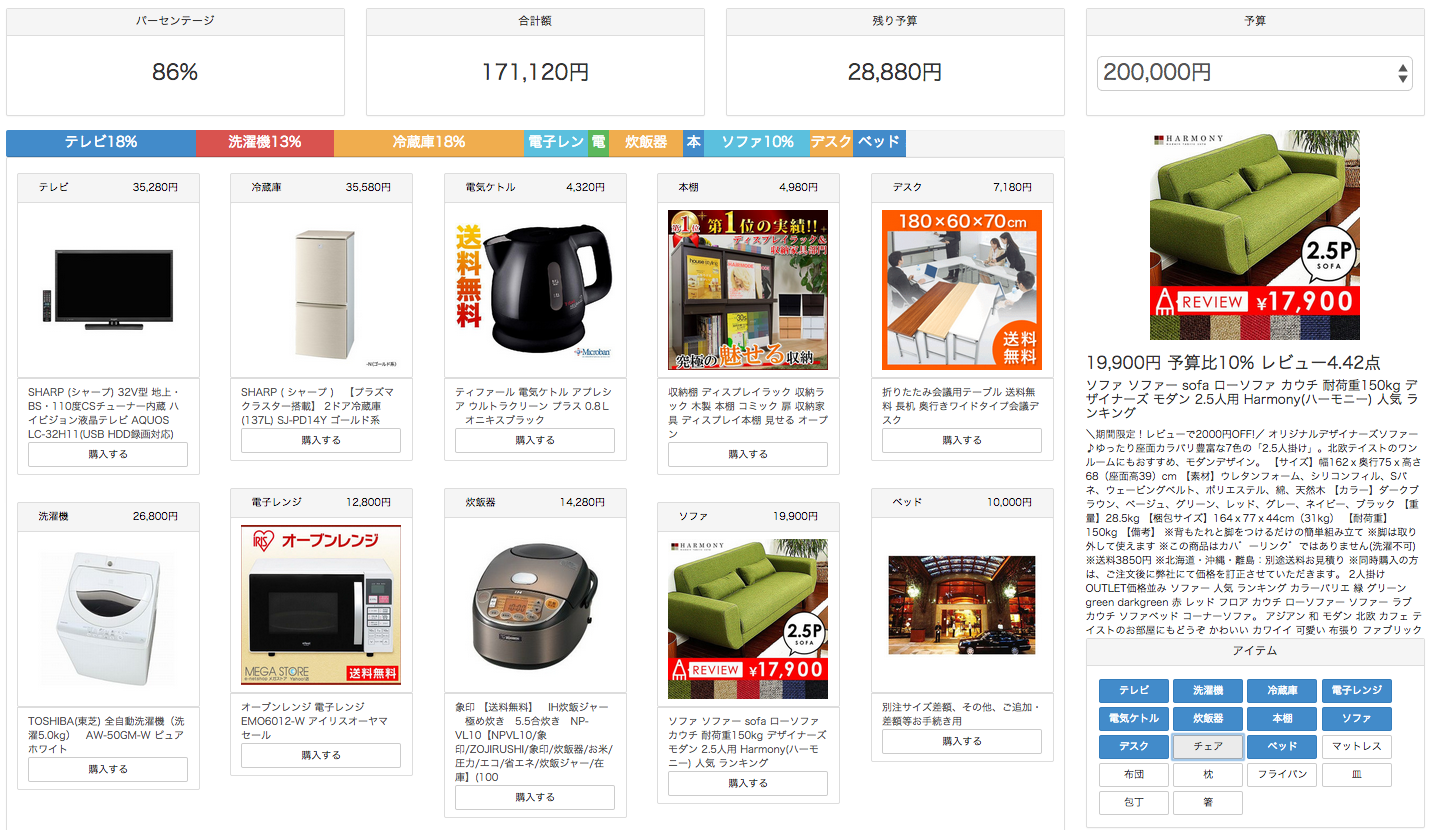 パーセンテージ
合計額
残り予算
予算
86%
171,120円
28,880円
200,000円
テレビ18%
洗濯機13%
冷蔵庫18%
電子レン
電
炊飯器
本
ソファ10%
デスク
ベッド
テレビ 35,280円
SHARP (シャープ) 32V型 地上・
BS・110度CSチューナー内蔵 ハ
イビジョン液晶テレビ AQUOS
LC-32H11(USB HDD録画対応)
購入する
冷蔵庫 35,580円
-N(ゴールド系)
SHARP ( シャープ ) 【プラズマ
クラスター搭載】 2ドア冷蔵庫
(137L) SJ-PD14Y ゴールド系
購入する
電気ケトル 4,320円
送料無料
Microban
ティファール 電気ケトル アプレシ
ア ウルトラクリーン プラス 0.8L
オニキスブラック
購入する
本棚 4,980円
第1位
第1位の実績!!
ディスプレイラック&
収納家具部門
究極の魅せる収納
収納棚 ディスプレイラック 収納ラ
ック 木製 本棚 コミック 扉 収納家
具 ディスプレイ本棚 見せる オープ
ン
購入する
デスク 7,180円
180×60×70cm
送料
無料
折りたたみ会議用テーブル 送料無
料 長机 奥行きワイドタイプ会議デ
スク
購入する
洗濯機 26,800円
TOSHIBA(東芝) 全自動洗濯機（洗
濯5.0kg） AW-50GM-W ピュア
ホワイト
購入する
電子レンジ 12,800円
IRIS オーブンレンジ
MEGA STORE
送料無料
オーブンレンジ 電子レンジ
EMO6012-W アイリスオーヤマ
セール
購入する
炊飯器 14,280円
象印 【送料無料】 IH炊飯ジャー
極め炊き 5.5合炊き NP-
VL10【NPVL10/象
印/ZOJIRUSHI/象印/炊飯器/お米/
圧力/エコ/省エネ/炊飯ジャー/在
庫】(100
購入する
ソファ 19,900円
HARMONY
2.5P
SOFA
REVIEW ¥17,900
ソファ ソファー sofa ローソファ
カウチ 耐荷重150kg デザイナーズ
モダン 2.5人用 Harmony(ハーモ
ニー) 人気 ランキング
購入する
ベッド 10,000円
別注サイズ差額、その他、ご追加・
差額等お手続き用
購入する
HARMONY
2.5P
SOFA
REVIEW ¥17,900
19,900円 予算比10% レビュー4.42点
ソファ ソファー sofa ローソファ カウチ 耐荷重150kg デ
ザイナーズ モダン 2.5人用 Harmony(ハーモニー) 人気 ラ
ンキング
＼期間限定！レビューで2000円OFF!／ オリジナルデザイナーズソファー
♪ゆったり座面カラバリ豊富な7色の「2.5人掛け」。北欧テイストのワン
ルームにもおすすめ、モダンデザイン。 【サイズ】幅162ｘ奥行75ｘ高さ
68（座面高39）cm 【素材】ウレタンフォーム、シリコンフィル、Sバ
ネ、ウェービングベルト、ポリエステル、綿、天然木 【カラー】ダークブ
ラウン、ベージュ、グリーン、レッド、グレー、ネイビー、ブラック 【重
量】28.5kg 【梱包サイズ】164ｘ77ｘ44cm（31kg） 【耐荷重】
150kg 【備考】 ※背もたれと脚をつけるだけの簡単組み立て ※脚は取り
外して使えます ※この商品はカバーリングではありません(洗濯不可)
※送料3850円 ※北海道・沖縄・離島：別途送料お見積り ※同時購入の方
は、ご注文後に弊社にて価格を訂正させていただきます。 2人掛け
OUTLET価格並み ソファー 人気 ランキング カラーバリエ 緑 グリーン
green darkgreen 赤 レッド フロア カウチ ローソファー ソファー ラブ
カウチ ソファベッド コーナーソファ。 アジアン 和 モダン 北欧 カフェ テ
イストのお部屋にもどうぞ かわいい カワイイ 可愛い 布張り ファブリック
アイテム
テレビ 洗濯機 冷蔵庫 電子レンジ
電気ケトル 炊飯器 本棚 ソファ
デスク チェア ベッド マットレス
布団 枕 フライパン 皿
包丁 箸